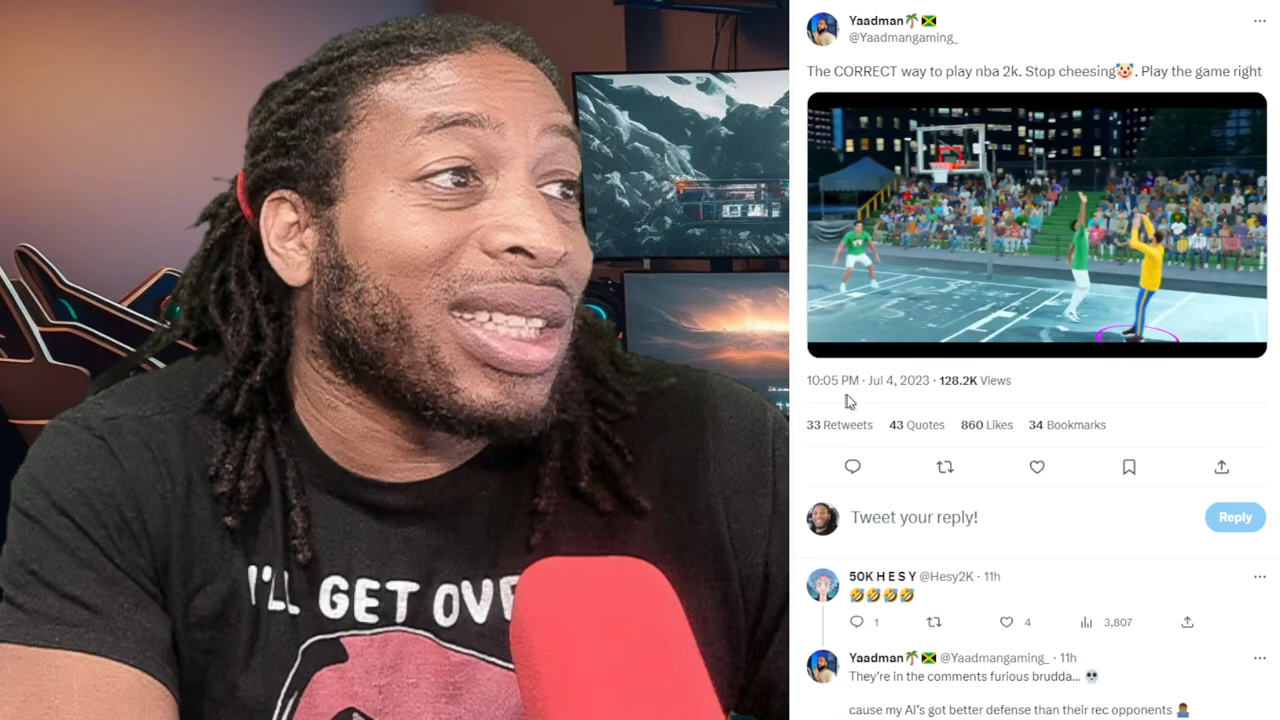 Yaadman🌴🇯🇲
@Yaadmangaming_
The CORRECT way to play nba 2k. Stop cheesing🤡. Play the game right
10:05 PM · Jul 4, 2023 · 128.2K Views
33 Retweets 43 Quotes 860 Likes 34 Bookmarks
Tweet your reply!
Reply
50K H E S Y @Hesy2K · 11h
🤣🤣🤣🤣
1 4 3,807
Yaadman🌴🇯🇲 @Yaadmangaming_ · 11h
They're in the comments furious brudda... 💀
cause my AI's got better defense than their rec opponents 🤦🏾‍♂️
I'LL GET OVE